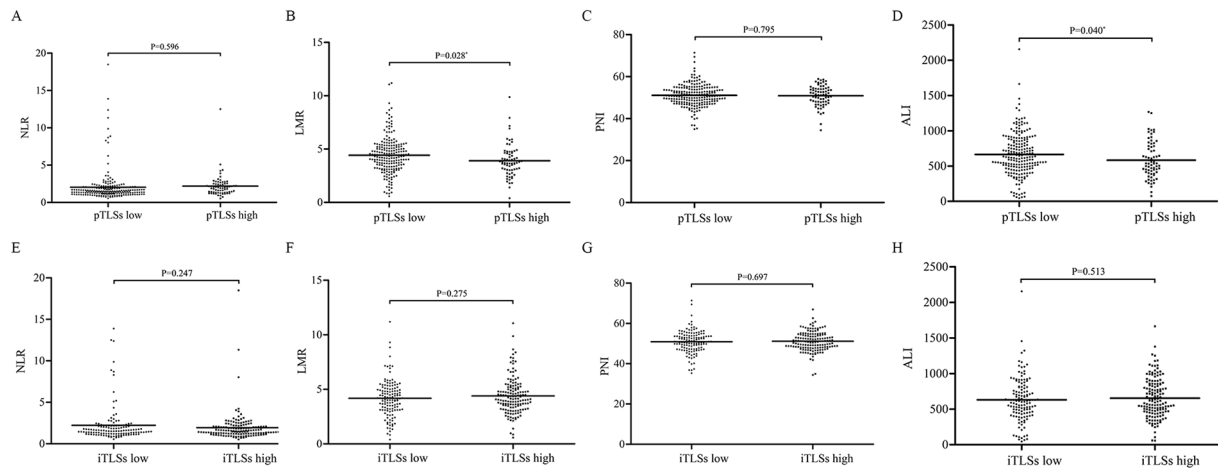 A
P=0.596
20
15
10
5
0
NLR
pTLSs low
pTLSs high
B
P=0.028*
15
10
5
0
LMR
pTLSs low
pTLSs high
C
P=0.795
80
60
40
20
0
PNI
pTLSs low
pTLSs high
D
P=0.040*
2500
2000
1500
1000
500
0
ALI
pTLSs low
pTLSs high
E
P=0.247
20
15
10
5
0
NLR
iTLSs low
iTLSs high
F
P=0.275
15
10
5
0
LMR
iTLSs low
iTLSs high
G
P=0.697
80
60
40
20
0
PNI
iTLSs low
iTLSs high
H
P=0.513
2500
2000
1500
1000
500
0
ALI
iTLSs low
iTLSs high